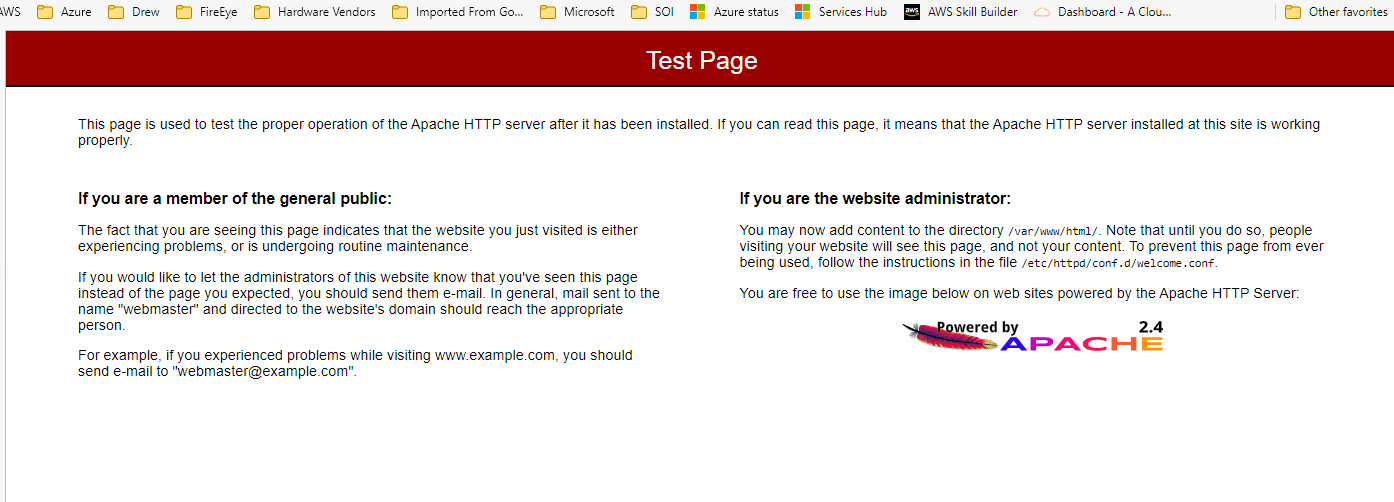 AWS Azure Drew FireEye Hardware Vendors Imported From Go... Microsoft SOI Azure status Services Hub aws AWS Skill Builder Dashboard - A Clou... Other favorites
Test Page
This page is used to test the proper operation of the Apache HTTP server after it has been installed. If you can read this page, it means that the Apache HTTP server installed at this site is working
properly.
If you are a member of the general public:
The fact that you are seeing this page indicates that the website you just visited is either
experiencing problems, or is undergoing routine maintenance.
If you would like to let the administrators of this website know that you've seen this page
instead of the page you expected, you should send them e-mail. In general, mail sent to the
name "webmaster" and directed to the website's domain should reach the appropriate
person.
For example, if you experienced problems while visiting www.example.com, you should
send e-mail to "webmaster@example.com".
If you are the website administrator:
You may now add content to the directory /var/www/html/. Note that until you do so, people
visiting your website will see this page, and not your content. To prevent this page from ever
being used, follow the instructions in the file /etc/httpd/conf.d/welcome.conf.
You are free to use the image below on web sites powered by the Apache HTTP Server:
Powered by 2.4
APACHE